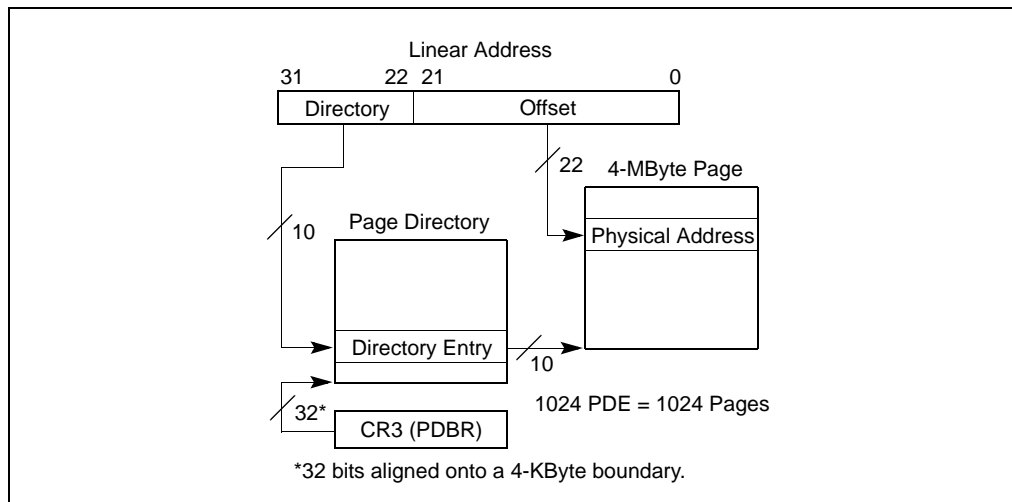 Linear Address
31 22 21 0
Directory Offset
22
4-MByte Page
10
Page Directory
Physical Address
Directory Entry
10
32*
1024 PDE = 1024 Pages
CR3 (PDBR)
*32 bits aligned onto a 4-KByte boundary.